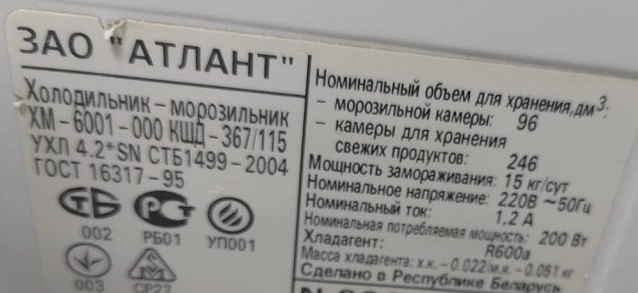 ЗАО "АТЛАНТ"
Холодильник – морозильник
ХМ – 6001 – 000 КШД – 367/115
УХЛ 4.2*SN СТБ1499 – 2004
ГОСТ 16317 – 95
002 РБ01 УП001
003 СР27
Номинальный объем для хранения, дм³:
– морозильной камеры: 96
– камеры для хранения
свежих продуктов: 246
Мощность замораживания: 15 кг/сут
Номинальное напряжение: 220В ~50Гц
Номинальный ток: 1,2 А
Номинальная потребляемая мощность: 200 Вт
Хладагент: R600a
Масса хладагента: х.к. – 0.022/м.к. – 0.051 кг
Сделано в Республике Беларусь